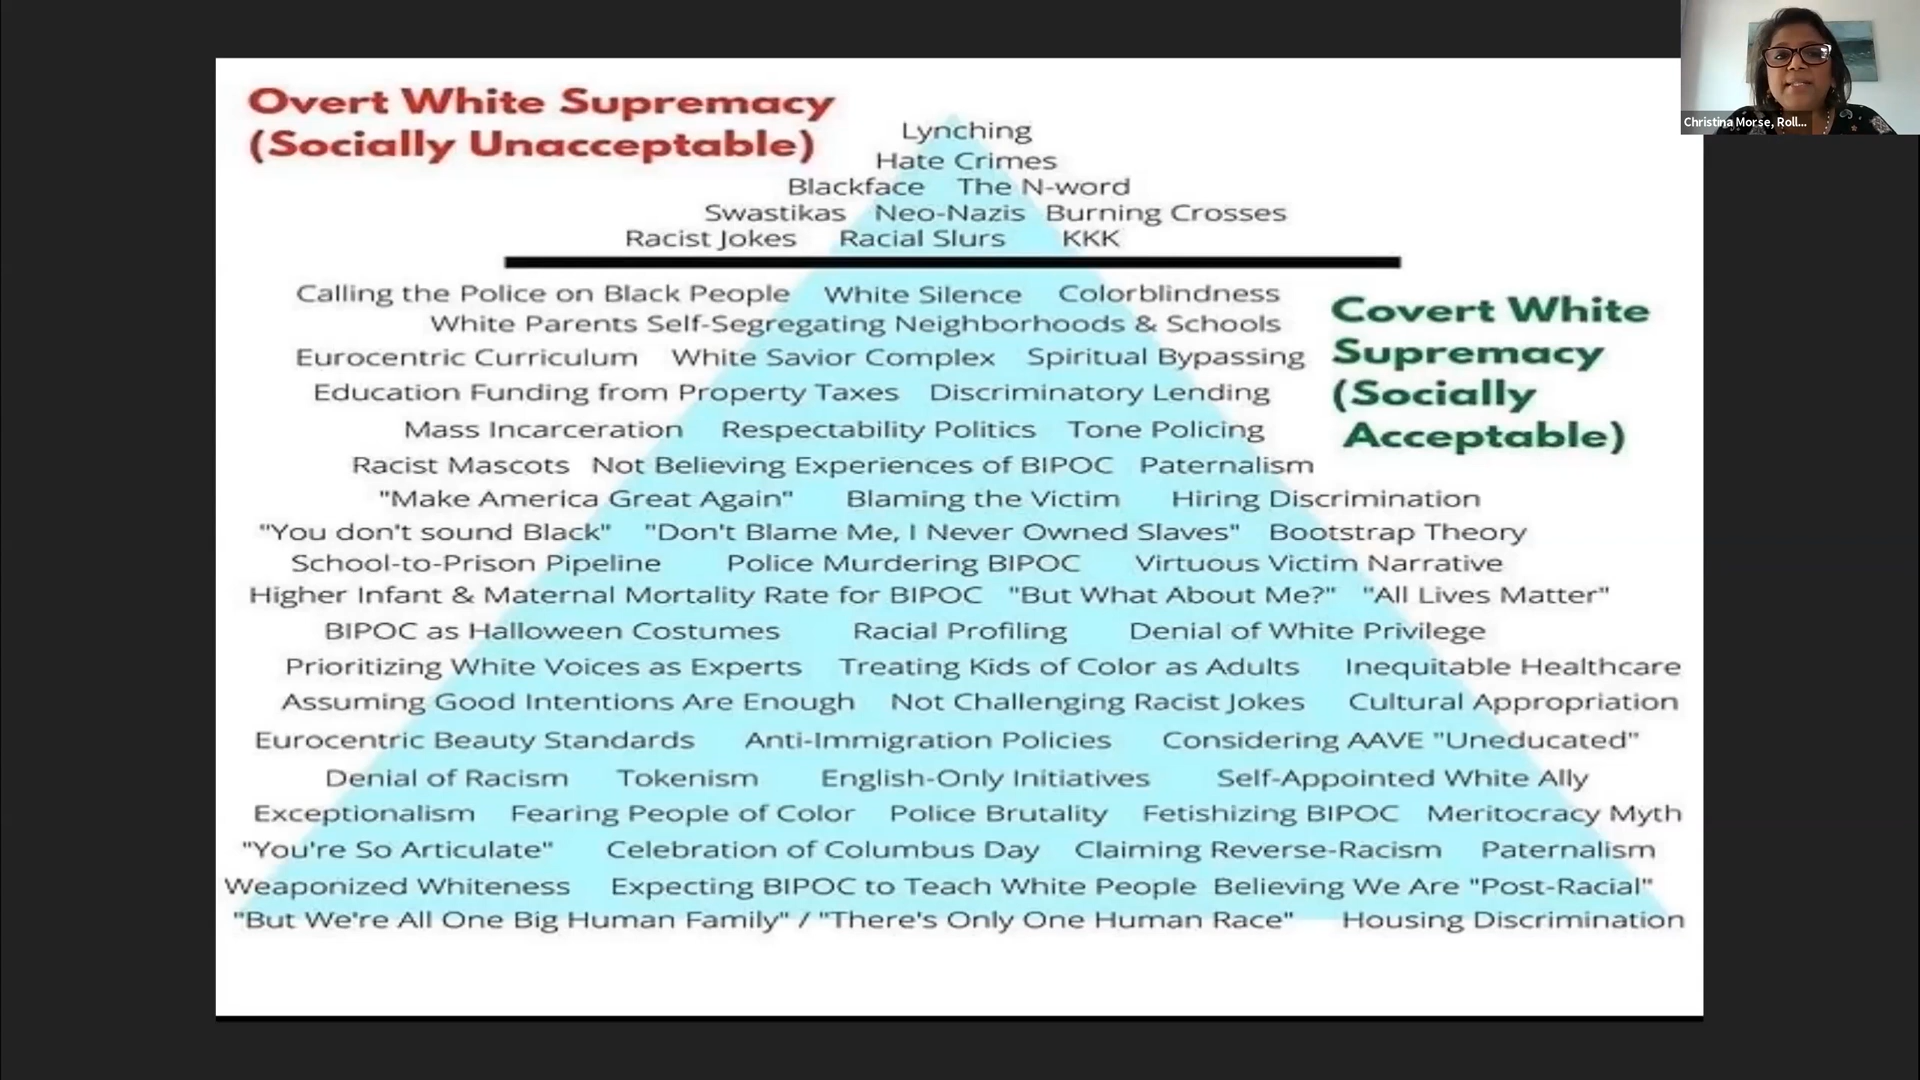 Overt White Supremacy
(Socially Unacceptable)
Lynching
Hate Crimes
Blackface The N-word
Swastikas Neo-Nazis Burning Crosses
Racist Jokes Racial Slurs KKK
Calling the Police on Black People White Silence Colorblindness
White Parents Self-Segregating Neighborhoods & Schools
Eurocentric Curriculum White Savior Complex Spiritual Bypassing
Education Funding from Property Taxes Discriminatory Lending
Mass Incarceration Respectability Politics Tone Policing
Covert White
Supremacy
(Socially
Acceptable)
Racist Mascots Not Believing Experiences of BIPOC Paternalism
"Make America Great Again" Blaming the Victim Hiring Discrimination
"You don't sound Black" "Don't Blame Me, I Never Owned Slaves" Bootstrap Theory
School-to-Prison Pipeline Police Murdering BIPOC Virtuous Victim Narrative
Higher Infant & Maternal Mortality Rate for BIPOC "But What About Me?" "All Lives Matter"
BIPOC as Halloween Costumes Racial Profiling Denial of White Privilege
Prioritizing White Voices as Experts Treating Kids of Color as Adults Inequitable Healthcare
Assuming Good Intentions Are Enough Not Challenging Racist Jokes Cultural Appropriation
Eurocentric Beauty Standards Anti-Immigration Policies Considering AAVE "Uneducated"
Denial of Racism Tokenism English-Only Initiatives Self-Appointed White Ally
Exceptionalism Fearing People of Color Police Brutality Fetishizing BIPOC Meritocracy Myth
"You're So Articulate" Celebration of Columbus Day Claiming Reverse-Racism Paternalism
Weaponized Whiteness Expecting BIPOC to Teach White People Believing We Are "Post-Racial"
"But We're All One Big Human Family" / "There's Only One Human Race" Housing Discrimination
Christina Morse, Roll...